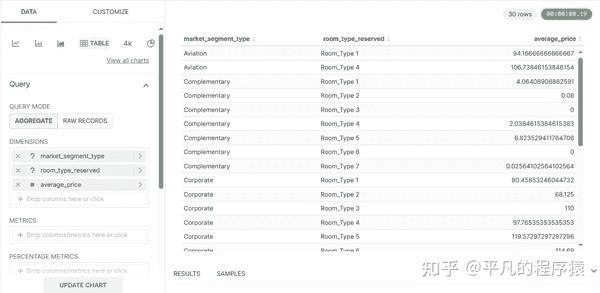 DATA
CUSTOMIZE
TABLE
4k
View all charts
Query
QUERY MODE
AGGREGATE
RAW RECORDS
DIMENSIONS
× ? market_segment_type
× ? room_type_reserved
× # average_price
+ Drop columns here or click
METRICS
+ Drop columns/metrics here or click
PERCENTAGE METRICS
+ Drop columns/metrics here or click
UPDATE CHART
30 rows
00:00:00.19
market_segment_type room_type_reserved average_price
Aviation Room_Type 1 94.16666666666667
Aviation Room_Type 4 106.73846153846154
Complementary Room_Type 1 4.06408906882591
Complementary Room_Type 2 0.08
Complementary Room_Type 3 0
Complementary Room_Type 4 2.0384615384615383
Complementary Room_Type 5 6.823529411764706
Complementary Room_Type 6 0
Complementary Room_Type 7 0.02564102564102564
Corporate Room_Type 1 80.45853246044732
Corporate Room_Type 2 68.125
Corporate Room_Type 3 110
Corporate Room_Type 4 97.76535353535353
Corporate Room_Type 5 119.57297297297296
Corporate Room_Type 6 114.69
RESULTS
SAMPLES
知乎 @平凡的程序猿